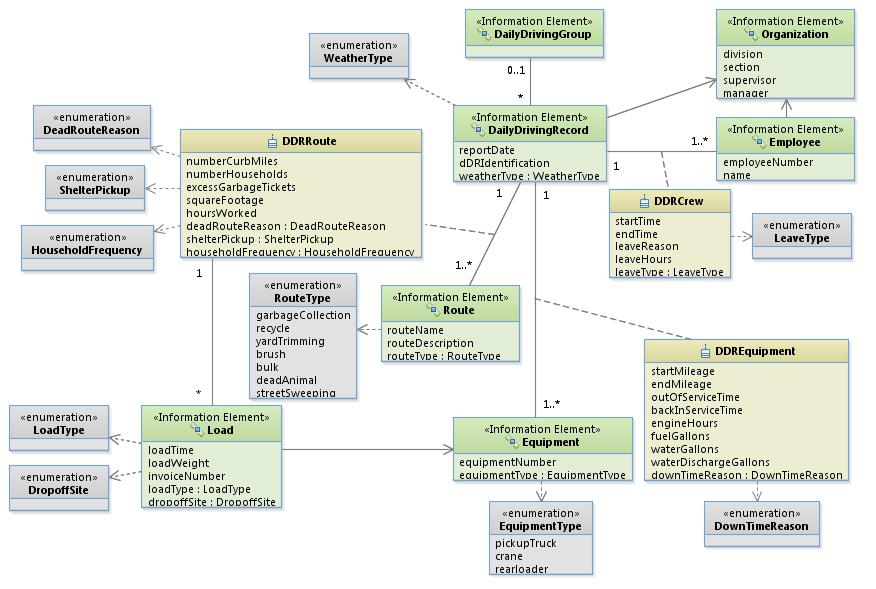 «Information Element»
DailyDrivingGroup
0..1
*
«Information Element»
Organization
division
section
supervisor
manager
«enumeration»
WeatherType
«enumeration»
DeadRouteReason
«enumeration»
ShelterPickup
«enumeration»
HouseholdFrequency
DDRRoute
numberCurbMiles
numberHouseholds
excessGarbageTickets
squareFootage
hoursWorked
deadRouteReason : DeadRouteReason
shelterPickup : ShelterPickup
householdFrequency : HouseholdFrequency
1
*
«Information Element»
DailyDrivingRecord
reportDate
dDRIdentification
weatherType : WeatherType
1
1..*
1
1..*
1
1..*
«Information Element»
Employee
employeeNumber
name
DDRCrew
startTime
endTime
leaveReason
leaveHours
leaveType : LeaveType
«enumeration»
LeaveType
«enumeration»
RouteType
garbageCollection
recycle
yardTrimming
brush
bulk
deadAnimal
streetSweeping
«Information Element»
Route
routeName
routeDescription
routeType : RouteType
DDREquipment
startMileage
endMileage
outOfServiceTime
backInServiceTime
engineHours
fuelGallons
waterGallons
waterDischargeGallons
downTimeReason : DownTimeReason
«enumeration»
LoadType
«enumeration»
DropoffSite
«Information Element»
Load
loadTime
loadWeight
invoiceNumber
loadType : LoadType
dropoffSite : DropoffSite
«Information Element»
Equipment
equipmentNumber
equipmentType : EquipmentType
«enumeration»
EquipmentType
pickupTruck
crane
rearloader
«enumeration»
DownTimeReason